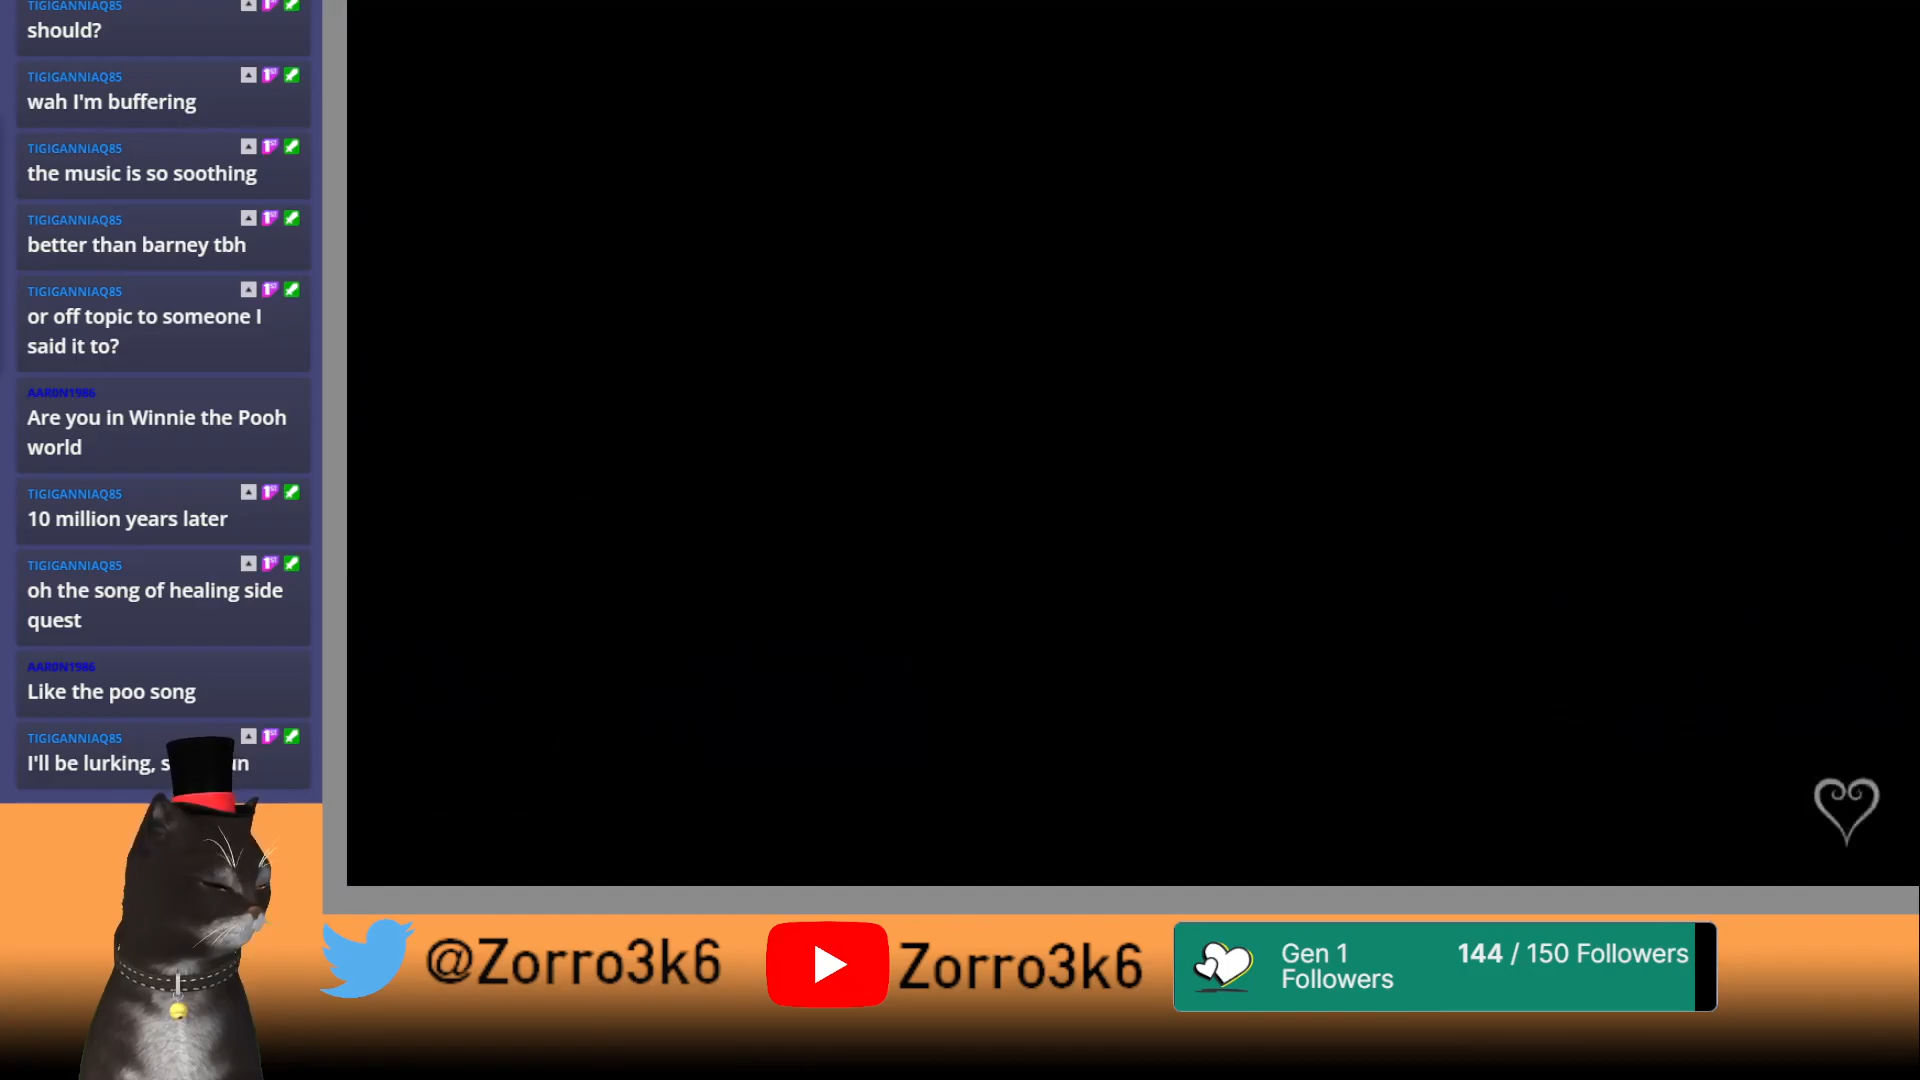 TIGIGANNIAQ85
should?
TIGIGANNIAQ85
wah I'm buffering
TIGIGANNIAQ85
the music is so soothing
TIGIGANNIAQ85
better than barney tbh
TIGIGANNIAQ85
or off topic to someone I
said it to?
AAR0N1986
Are you in Winnie the Pooh
world
TIGIGANNIAQ85
10 million years later
TIGIGANNIAQ85
oh the song of healing side
quest
AAR0N1986
Like the poo song
TIGIGANNIAQ85
I'll be lurking,
@Zorro3k6
Zorro3k6
Gen 1
Followers
144 / 150 Followers